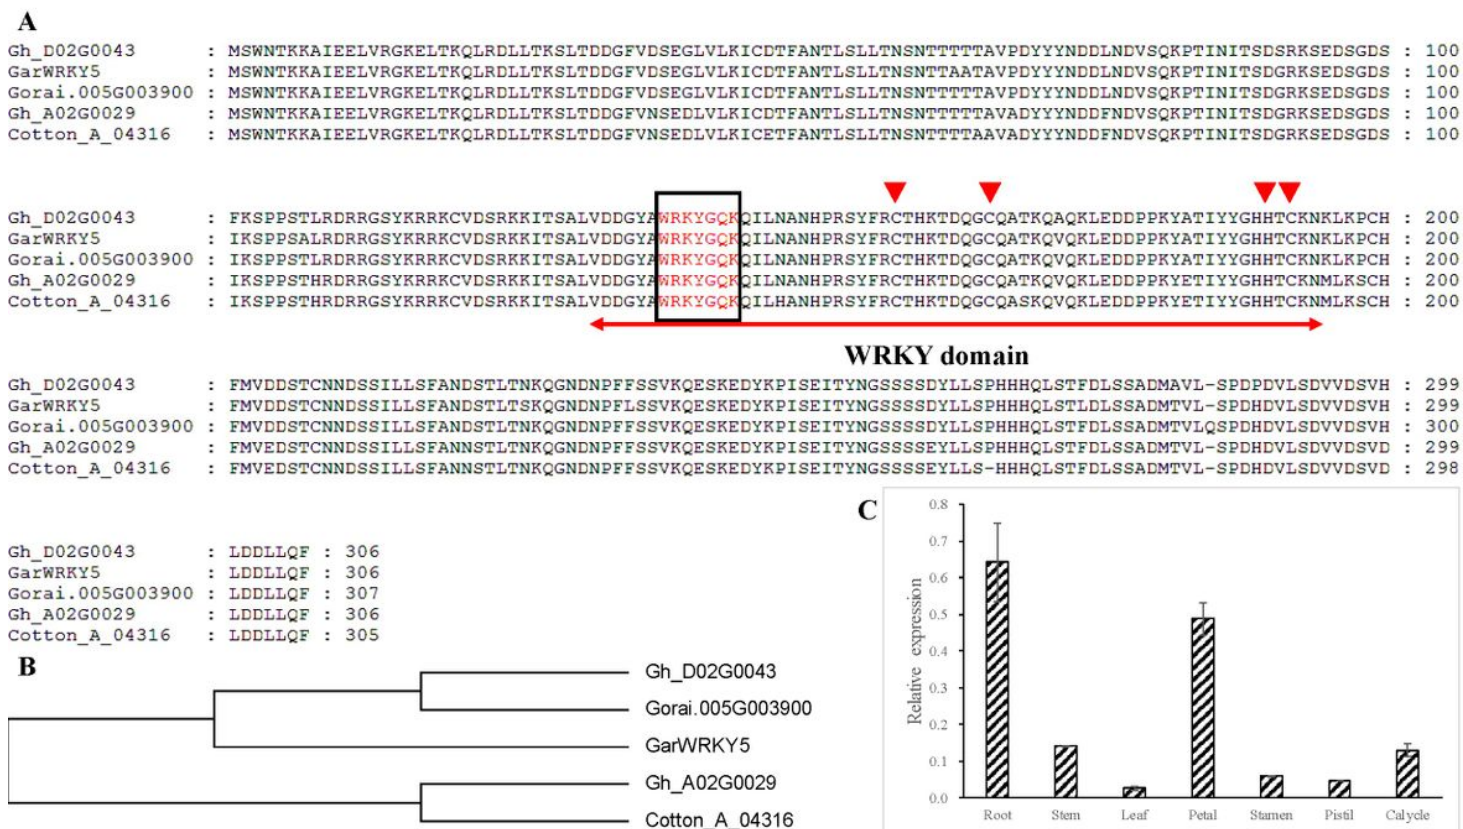 A
Gh_D02G0043 : MSWNTKKAIEELVRGKELTKQLRDLLTKSLTDDGFVDSEGLVLKICDTFANTLSLLTNSNTTTTTAVPDYYYNDDLNDVSQKPTINITSDSRKSEDSGDS : 100
GarWRKY5 : MSWNTKKAIEELVRGKELTKQLRDLLTKSLTDDGFVDSEGLVLKICDTFANTLSLLTNSNTTAATAVPDYYYNDDLNDVSQKPTINITSDGRKSEDSGDS : 100
Gorai.005G003900 : MSWNTKKAIEELVRGKELTKQLRDLLTKSLTDDGFVDSEGLVLKICDTFANTLSLLTNSNTTTTTAVPDYYYNDDLNDVSQKPTINITSDGRKSEDSGDS : 100
Gh_A02G0029 : MSWNTKKAIEELVRGKELTKQLRDLLTKSLTDDGFVNSEDLVLKICDTFANTLSLLTNSNTTTTTAVPDYYYNDDFNDVSQKPTINITSDGRKSEDSGDS : 100
Cotton_A_04316 : MSWNTKKAIEELVRGKELTKQLRDLLTKSLTDDGFVNSEDLVLKICETFANTLSLLTNSNTTTTAAVADYYYNDDFNDVSQKPTINITSDGRKSEDSGDS : 100
Gh_D02G0043 : FKSPPSTLRDRRGSYKRRKCVDSRKKITSALVDDGYAWRKYGQKQILNANHPRSYFRCTHKTDQGCQATKQAQKLEDDPPKYATIYYGHHTCKNKLKPCH : 200
GarWRKY5 : IKSPPSALRDRRGSYKRRKCVDSRKKITSALVDDGYAWRKYGQKQILNANHPRSYFRCTHKTDQGCQATKQVQKLEDDPPKYATIYYGHHTCKNKLKPCH : 200
Gorai.005G003900 : IKSPPSTLRDRRGSYKRRKCVDSRKKITSALVDDGYAWRKYGQKQILNANHPRSYFRCTHKTDQGCQATKQVQKLEDDPPKYATIYYGHHTCKNKLKPCH : 200
Gh_A02G0029 : IKSPPSTHRDRRGSYKRRKCVDSRKKITSALVDDGYAWRKYGQKQILNANHPRSYFRCTHKTDQGCQATKQVQKLEDDPPKYETIYYGHHTCKNMLKPCH : 200
Cotton_A_04316 : IKSPPSTHRDRRGSYKRRKCVDSRKKITSALVDDGYAWRKYGQKQILHANHPRSYFRCTHKTDQGCQASKQVQKLEDDPPKYETIYYGHHTCKNMLKSCH : 200
WRKY domain
Gh_D02G0043 : FMVDDSTCNNDSSILLSFANDSTLTNKQGNDNPFFSSVKQESKEDYKPISEITYNGSSSSDYLLSPHHHQLSTFDLSSADMAVL-SPDPDVLSDVVDSVH : 299
GarWRKY5 : FMVDDSTCNNDSSILLSFANDSTLTSKQGNDNPFLSSVKQESKEDYKPISEITYNGSSSSDYLLSPHHHQLSTLDLSSADMTVL-SPDHDVLSDVVDSVH : 299
Gorai.005G003900 : FMVDDSTCNNDSSILLSFANDSTLTNKQGNDNPFFSSVKQESKEDYKPISEITYNGSSSSDYLLSPHHHQLSTFDLSSADMTVLQSPDHDVLSDVVDSVH : 300
Gh_A02G0029 : FMVEDSTCNNDSSILLSFANNSTLTNKQGNDNPFFSSVKQESKEDYKPISEITYNGSSSSEYLLSPHHHQLSTFDLSSADMTVL-SPDHDVLSDVVDSVD : 299
Cotton_A_04316 : FMVEDSTCNNDSSILLSFANNSTLTNKQGNDNPFFSSVKQESKEDYKPISEITYNGSSSSEYLLS-HHHQLSTFDLSSADMTVL-SPDHDVLSDVVDSVD : 298
Gh_D02G0043 : LDDLLQF : 306
GarWRKY5 : LDDLLQF : 306
Gorai.005G003900 : LDDLLQF : 307
Gh_A02G0029 : LDDLLQF : 306
Cotton_A_04316 : LDDLLQF : 305
B
Gh_D02G0043
Gorai.005G003900
GarWRKY5
Gh_A02G0029
Cotton_A_04316
C
Relative expression
0.8
0.7
0.6
0.5
0.4
0.3
0.2
0.1
0.0
Root Stem Leaf Petal Stamen Pistil Calycle